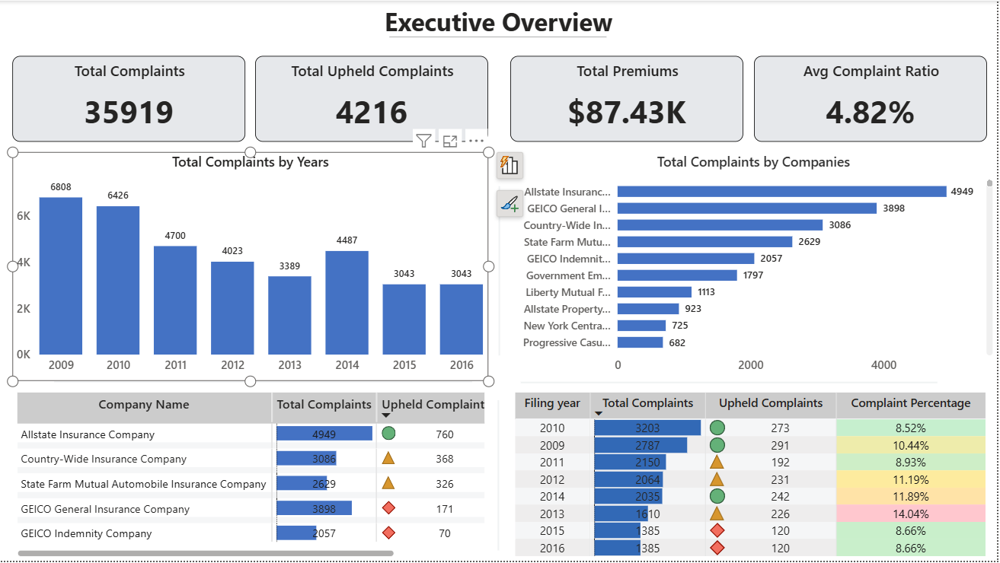 Executive Overview
Total Complaints
35919
Total Upheld Complaints
4216
Total Premiums
$87.43K
Avg Complaint Ratio
4.82%
Total Complaints by Years
6K
4K
2K
0K
6808
6426
4700
4023
3389
4487
3043
3043
2009 2010 2011 2012 2013 2014 2015 2016
Total Complaints by Companies
Allstate Insuranc... 4949
GEICO General I... 3898
Country-Wide In... 3086
State Farm Mutu... 2629
GEICO Indemnit... 2057
Government Em... 1797
Liberty Mutual F... 1113
Allstate Property... 923
New York Centra... 725
Progressive Casu... 682
0 2000 4000
Company Name Total Complaints Upheld Complaint
Allstate Insurance Company 4949 760
Country-Wide Insurance Company 3086 368
State Farm Mutual Automobile Insurance Company 2629 326
GEICO General Insurance Company 3898 171
GEICO Indemnity Company 2057 70
Filing year Total Complaints Upheld Complaints Complaint Percentage
2010 3203 273 8.52%
2009 2787 291 10.44%
2011 2150 192 8.93%
2012 2064 231 11.19%
2014 2035 242 11.89%
2013 1610 226 14.04%
2015 1385 120 8.66%
2016 1385 120 8.66%